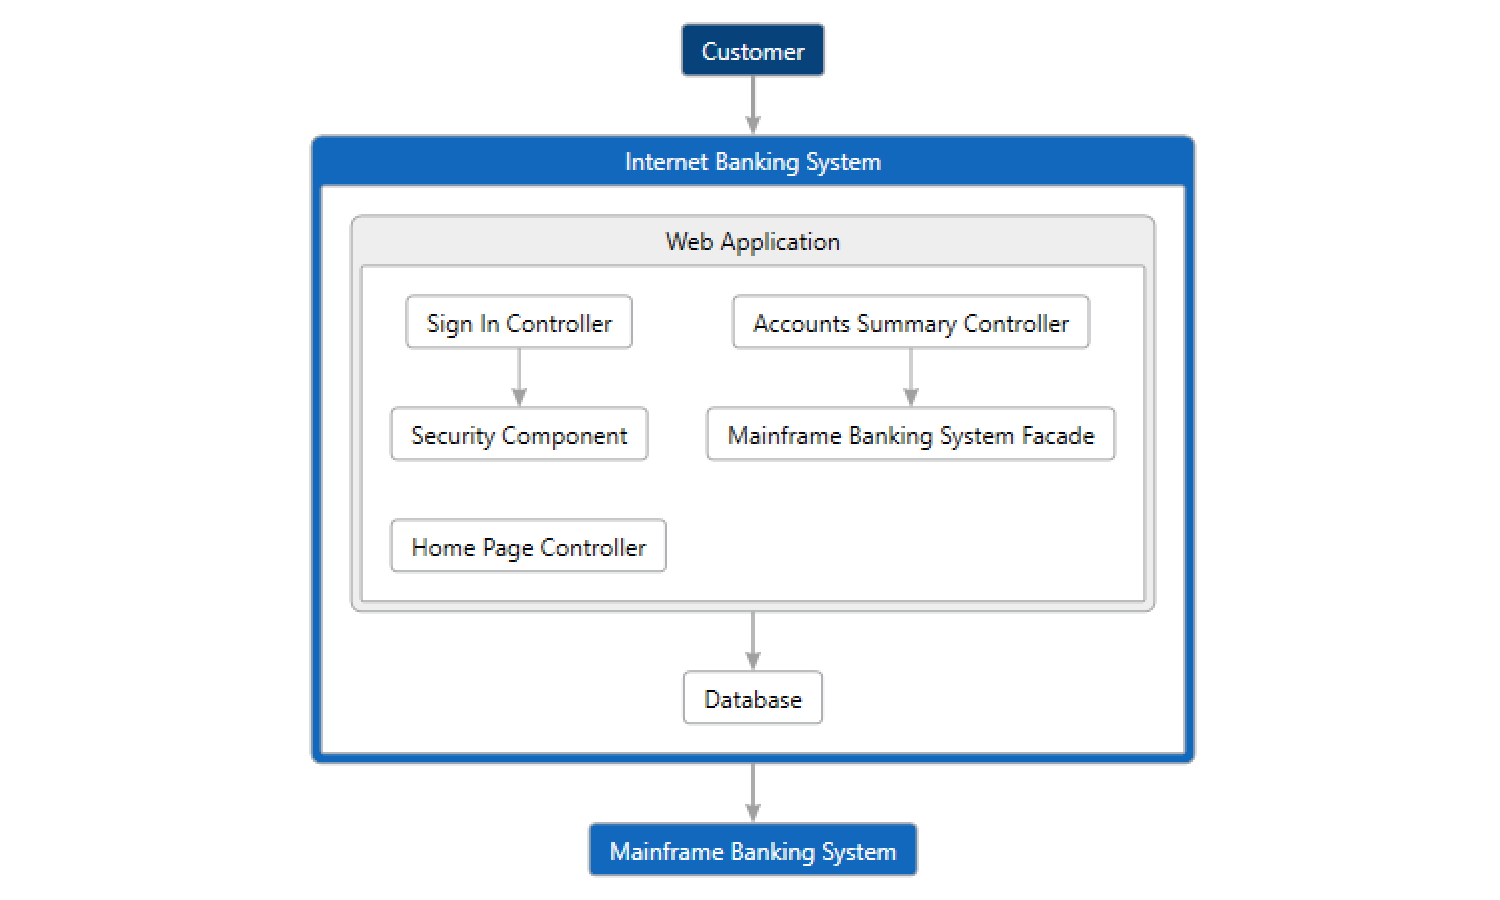 Customer
Internet Banking System
Web Application
Sign In Controller
Accounts Summary Controller
Security Component
Mainframe Banking System Facade
Home Page Controller
Database
Mainframe Banking System